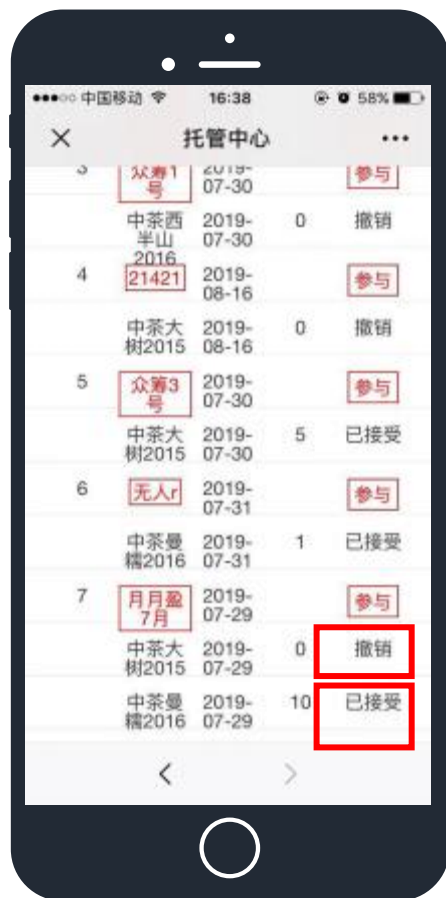 中国移动 16:38 58%
托管中心
3 众筹1 2019- 参与
号 07-30
中茶西 2019- 0 撤销
半山 07-30
2016
4 21421 2019- 参与
08-16
中茶大 2019- 0 撤销
树2015 08-16
5 众筹3 2019- 参与
号 07-30
中茶大 2019- 5 已接受
树2015 07-30
6 无人r 2019- 参与
07-31
中茶曼 2019- 1 已接受
糯2016 07-31
7 月月盈 2019- 参与
7月 07-29
中茶大 2019- 0 撤销
树2015 07-29
中茶曼 2019- 10 已接受
糯2016 07-29